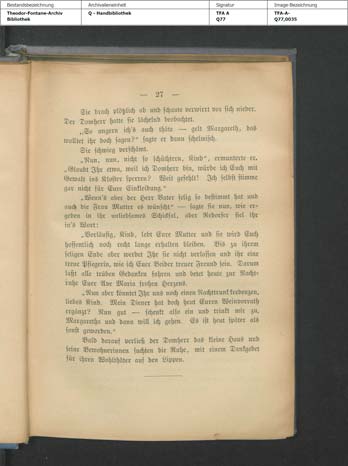 Bestandsbezeichnung Archivalieneinheit Signatur Image-Bezeichnung
Theodor-Fontane-Archiv Q - Handbibliothek TFA A TFA-A-
Bibliothek Q77 Q77,0035
— 27 —
Sie brach plötzlich ab und schaute verwirrt vor sich nieder.
Der Domherr hatte sie lächelnd beobachtet.
„So ungern ich's auch thäte — gelt Margareth, das
wolltet ihr doch sagen?“ sagte er dann schelmisch.
Sie schwieg verschämt.
„Nun, nun, nicht so schüchtern, Kind“, ermunterte er.
„Glaubt Ihr etwa, weil ich Domherr bin, würde ich Euch mit
Gewalt ins Kloster sperren? Weit gefehlt! Ich selbst stimme
gar nicht für Eure Einkleidung.“
„Wenn's aber der Herr Vater selig so bestimmt hat und
auch die Frau Mutter es wünscht“ — sagte sie nun, wie er-
geben in ihr unliebsames Schicksal, aber Redorfer fiel ihr
in's Wort:
„Vorläufig, Kind, lebt Eure Mutter und sie wird Euch
hoffentlich noch recht lange erhalten bleiben. Bis zu ihrem
seligen Ende aber werdet Ihr sie nicht verlassen und ihr eine
treue Pflegerin, wie ich Eurer Beider treuer Freund sein. Darum
laßt alle trüben Gedanken fahren, und betet heute zur Nacht-
ruhe Euer Ave Maria frohen Herzens.
„Nun aber könntet Ihr uns noch einen Nachttrunk kredenzen,
liebes Kind. Mein Diener hat doch heut Euren Weinvorrath
ergänzt? Nun gut — schenkt also ein und trinkt mir zu,
Margaretha und dann will ich gehen. Es ist heut später als
sonst geworden.“
Bald darauf verließ der Domherr das kleine Haus und
seine Bewohnerinnen suchten die Ruhe, mit einem Dankgebet
für ihren Wohlthäter auf den Lippen.